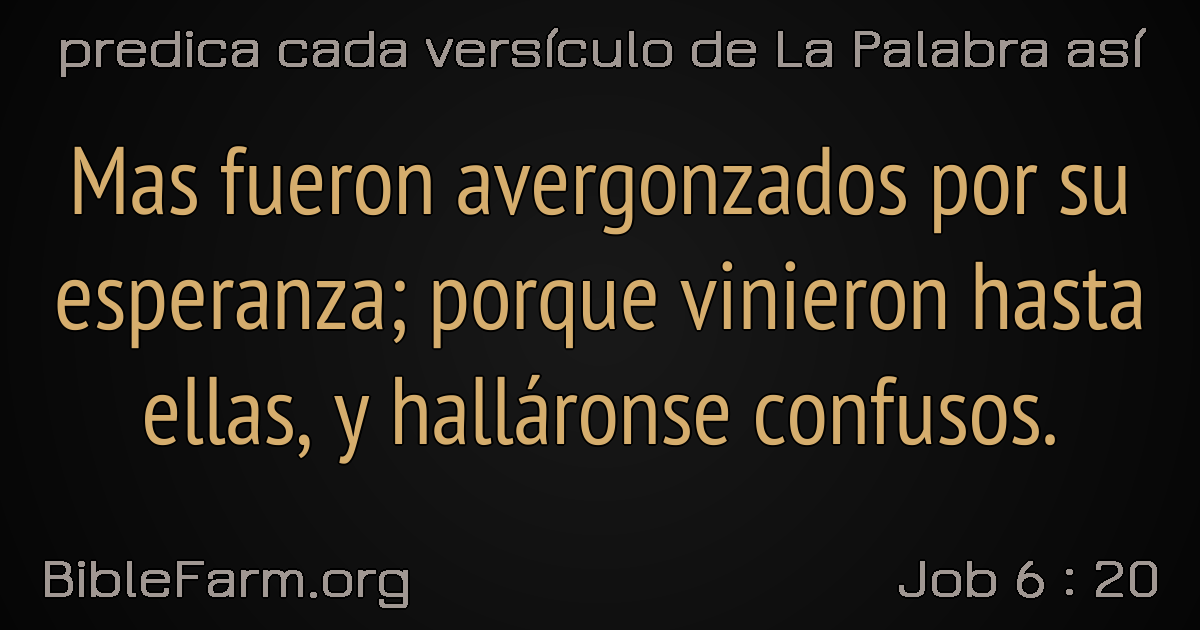 predica cada versículo de La Palabra así
Mas fueron avergonzados por su
esperanza; porque vinieron hasta
ellas, y halláronse confusos.
BibleFarm.org
Job 6 : 20